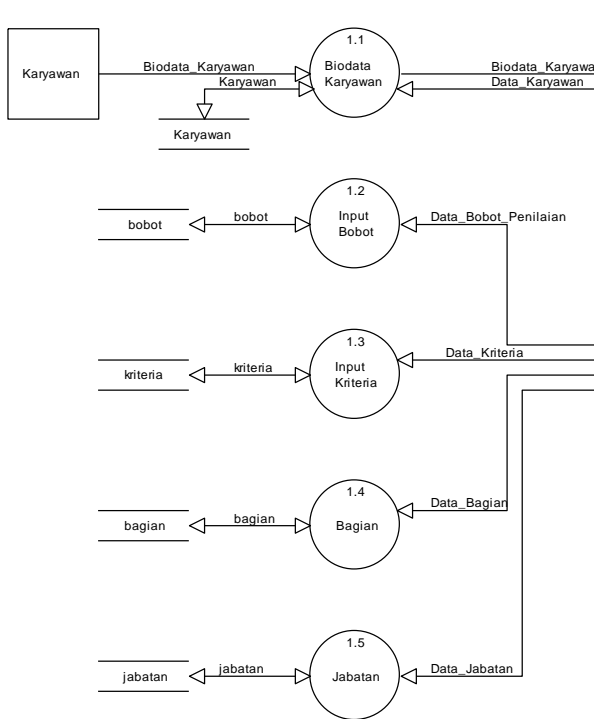 1.1
Karyawan
Biodata_Karyawan
Biodata
Karyawan
Biodata_Karyawa
Karyawan
Data_Karyawan
Karyawan
1.2
bobot
bobot
Input
Bobot
Data_Bobot_Penilaian
1.3
kriteria
kriteria
Input
Kriteria
Data_Kriteria
1.4
bagian
bagian
Bagian
Data_Bagian
1.5
jabatan
jabatan
Jabatan
Data_Jabatan